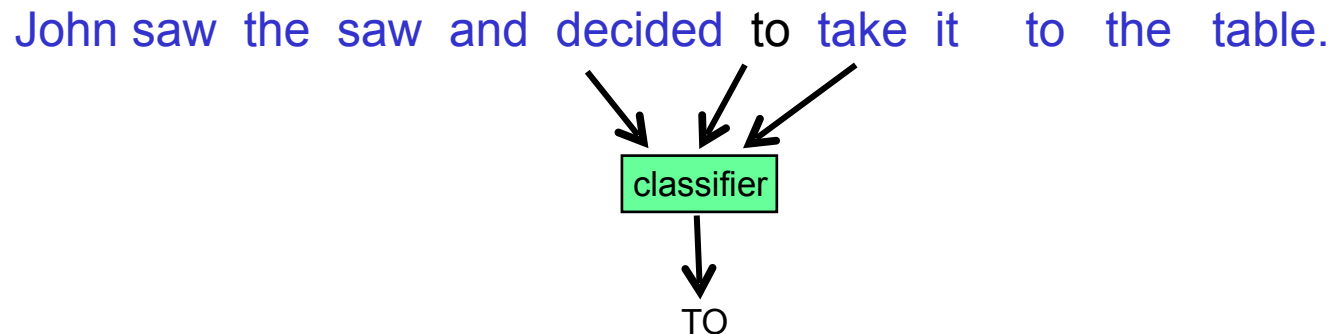 John saw the saw and decided to take it to the table.
classifier
TO